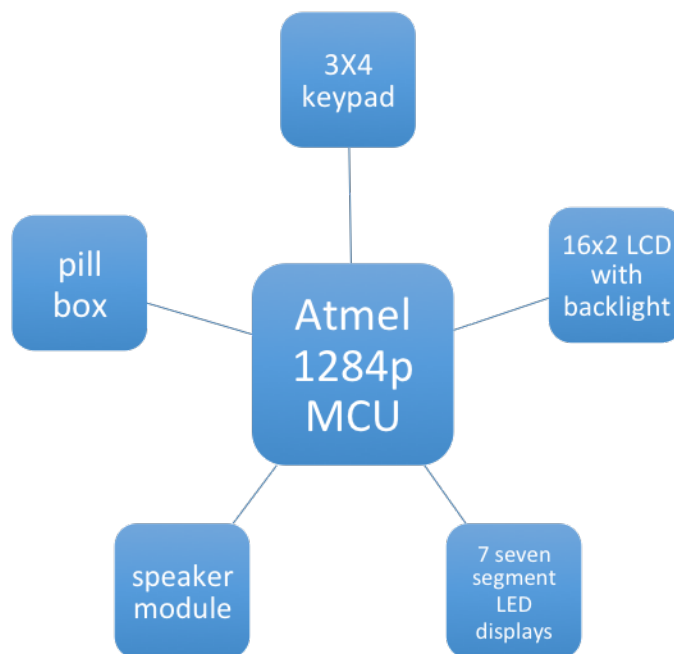 3X4
keypad
pill
box
16x2 LCD
with
backlight
Atmel
1284p
MCU
speaker
module
7 seven
segment
LED
displays